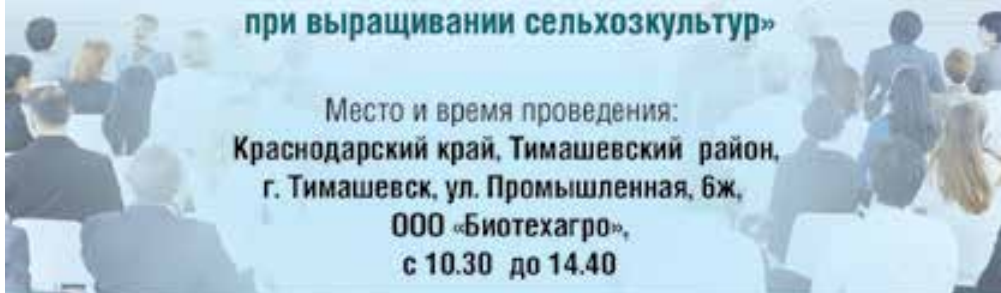 при выращивании сельхозкультур»
Место и время проведения:
Краснодарский край, Тимашевский район,
г. Тимашевск, ул. Промышленная, 6ж,
ООО «Биотехагро»,
с 10.30 до 14.40